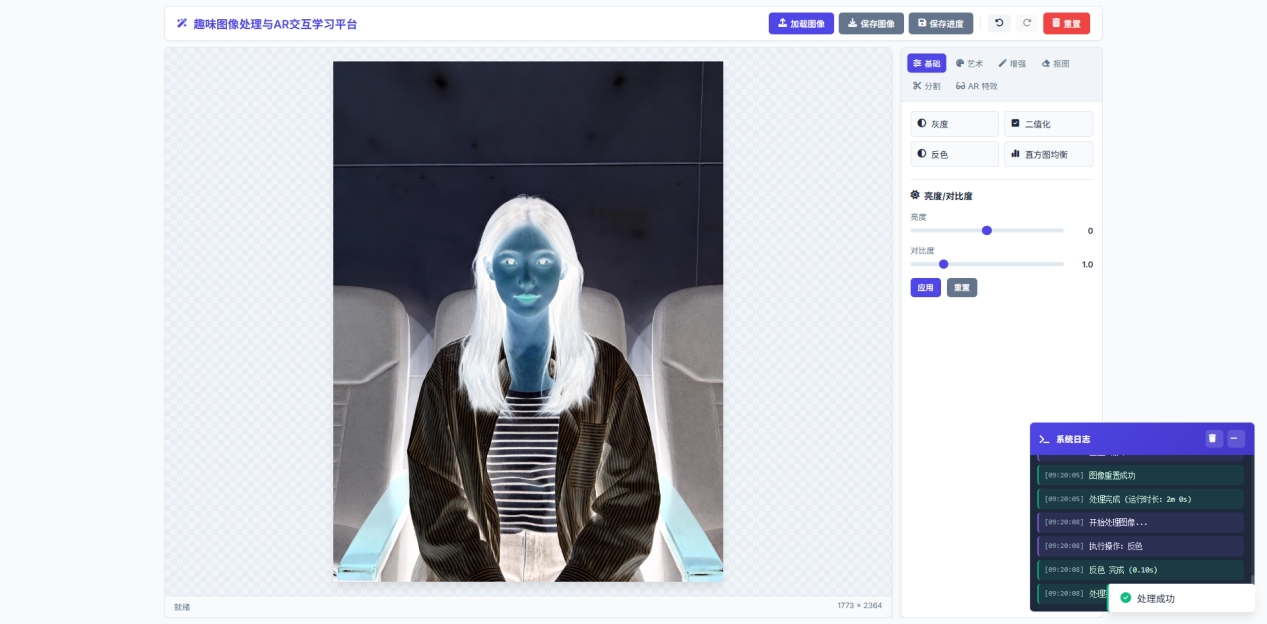 趣味图像处理与AR交互学习平台
加载图像 保存图像 保存进度 重置
基础 艺术 增强 抠图
分割 AR 特效
灰度 二值化
反色 直方图均衡
亮度/对比度
亮度
0
对比度
1.0
应用 重置
系统日志
[09:20:05] 图像重置成功
[09:20:05] 处理完成 (运行时长: 2m 0s)
[09:20:08] 开始处理图像...
[09:20:08] 执行操作: 反色
[09:20:08] 反色 完成 (0.10s)
[09:20:08] 处理
处理成功
就绪
1773 × 2364